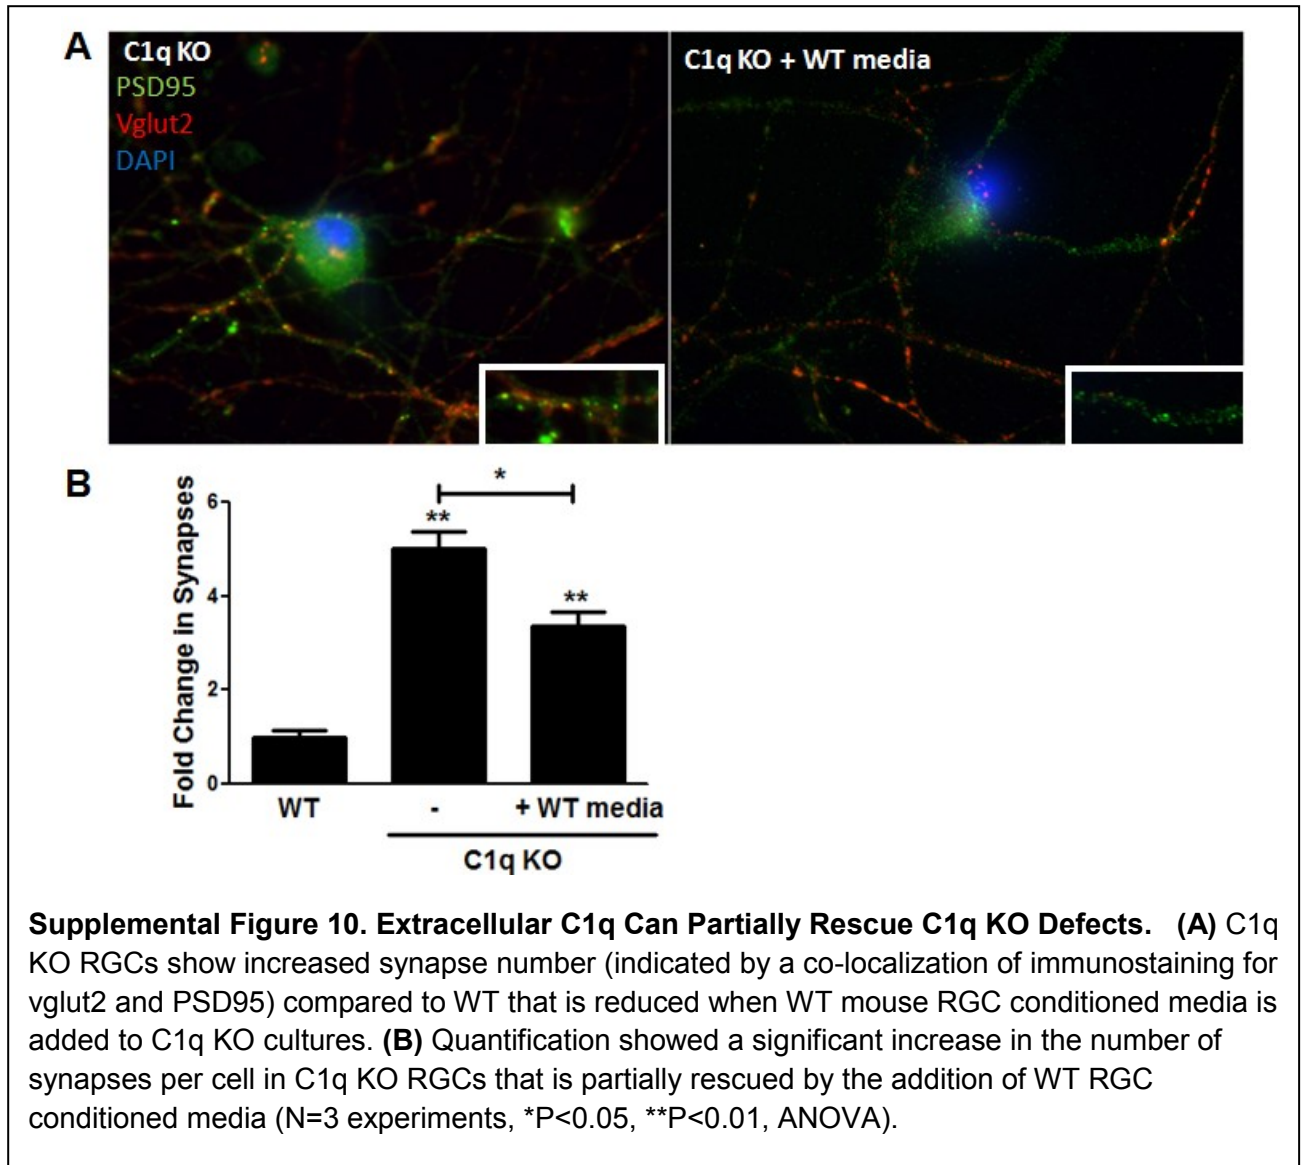 A
C1q KO
PSD95
Vglut2
DAPI
C1q KO + WT media
B
Fold Change in Synapses
6
4
2
0
*
**
**
WT
-
+ WT media
C1q KO
Supplemental Figure 10. Extracellular C1q Can Partially Rescue C1q KO Defects. (A) C1q
KO RGCs show increased synapse number (indicated by a co-localization of immunostaining for
vglut2 and PSD95) compared to WT that is reduced when WT mouse RGC conditioned media is
added to C1q KO cultures. (B) Quantification showed a significant increase in the number of
synapses per cell in C1q KO RGCs that is partially rescued by the addition of WT RGC
conditioned media (N=3 experiments, *P<0.05, **P<0.01, ANOVA).